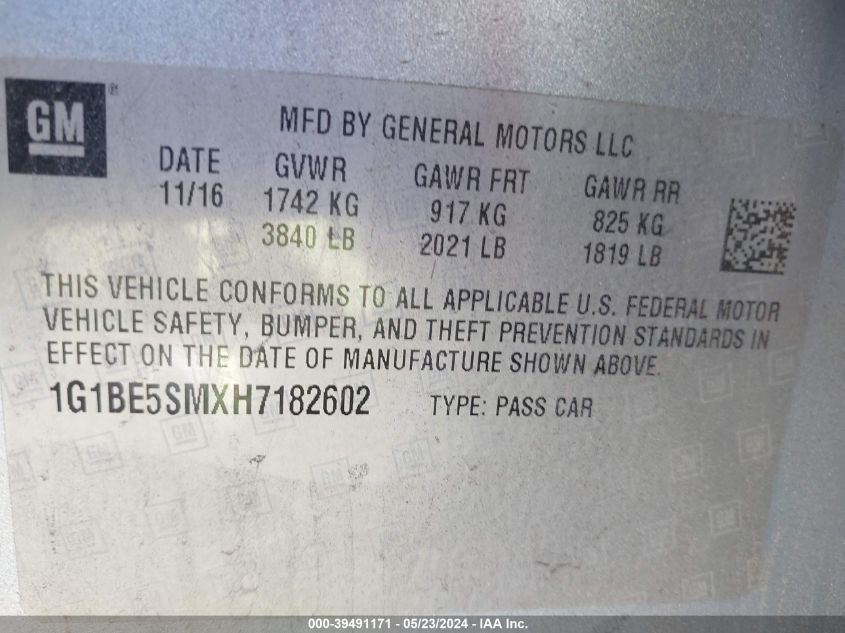 GM®
MFD BY GENERAL MOTORS LLC
DATE GVWR GAWR FRT GAWR RR
11/16 1742 KG 917 KG 825 KG
3840 LB 2021 LB 1819 LB
THIS VEHICLE CONFORMS TO ALL APPLICABLE U.S. FEDERAL MOTOR
VEHICLE SAFETY, BUMPER, AND THEFT PREVENTION STANDARDS IN
EFFECT ON THE DATE OF MANUFACTURE SHOWN ABOVE.
1G1BE5SMXH7182602 TYPE: PASS CAR
000-39491171 - 05/23/2024 - IAA Inc.